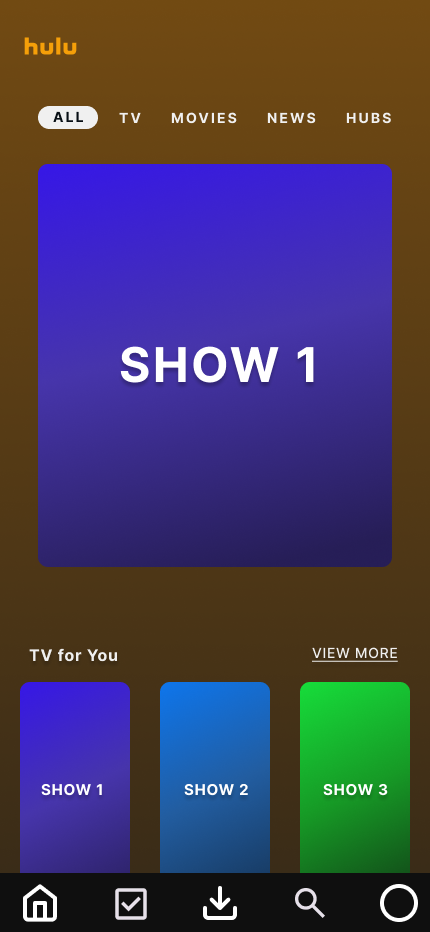 hulu
ALL TV MOVIES NEWS HUBS
SHOW 1
TV for You VIEW MORE
SHOW 1 SHOW 2 SHOW 3